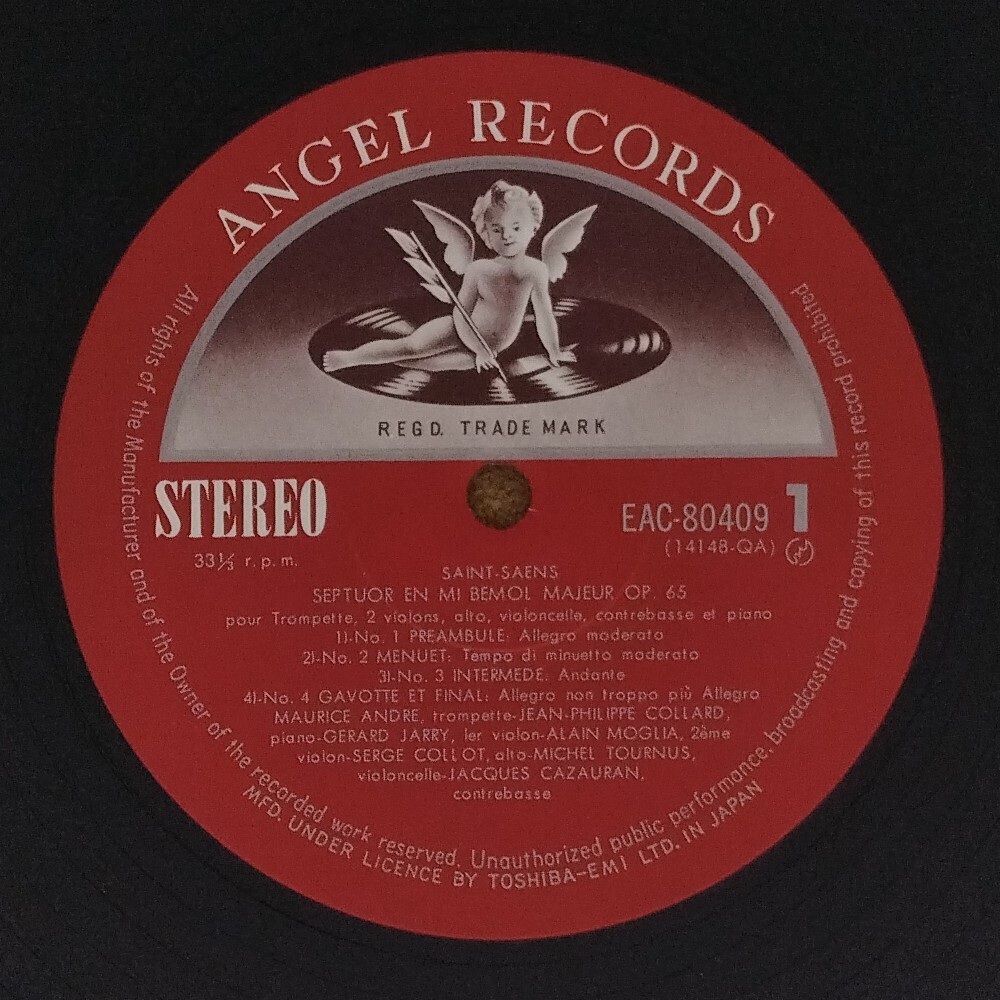 ANGEL RECORDS
REGD. TRADE MARK
STEREO
33⅓ r.p.m.
EAC-80409 1
(14148-QA)
SAINT-SAENS
SEPTUOR EN MI BEMOL MAJEUR OP. 65
pour Trompette, 2 violons, alto, violoncelle, contrebasse et piano
1)-No. 1 PREAMBULE: Allegro moderato
2)-No. 2 MENUET: Tempo di minuetto moderato
3)-No. 3 INTERMEDE: Andante
4)-No. 4 GAVOTTE ET FINAL: Allegro non troppo più Allegro
MAURICE ANDRE, trompette-JEAN-PHILIPPE COLLARD,
piano-GERARD JARRY, ler violon-ALAIN MOGLIA, 2ème
violon-SERGE COLLOT, alto-MICHEL TOURNUS,
violoncelle-JACQUES CAZAURAN,
contrebasse
All rights of the Manufacturer and of the Owner of the recorded work reserved. Unauthorized public performance, broadcasting and copying of this record prohibited
MFD. UNDER LICENCE BY TOSHIBA-EMI LTD. IN JAPAN